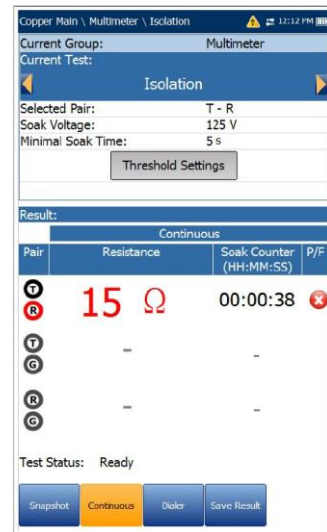 Copper Main \ Multimeter \ Isolation 12:12 PM
Current Group: Multimeter
Current Test:
Isolation
Selected Pair: T - R
Soak Voltage: 125 V
Minimal Soak Time: 5 s
Threshold Settings
Result:
Continuous
Pair Resistance Soak Counter (HH:MM:SS) P/F
T
R
15 Ω 00:00:38
T
G
- -
R
G
- -
Test Status: Ready
Snapshot Continuous Dialer Save Result